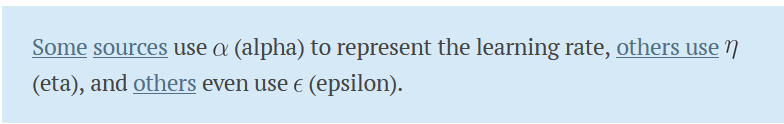 Some sources use α (alpha) to represent the learning rate, others use η
(eta), and others even use ϵ (epsilon).